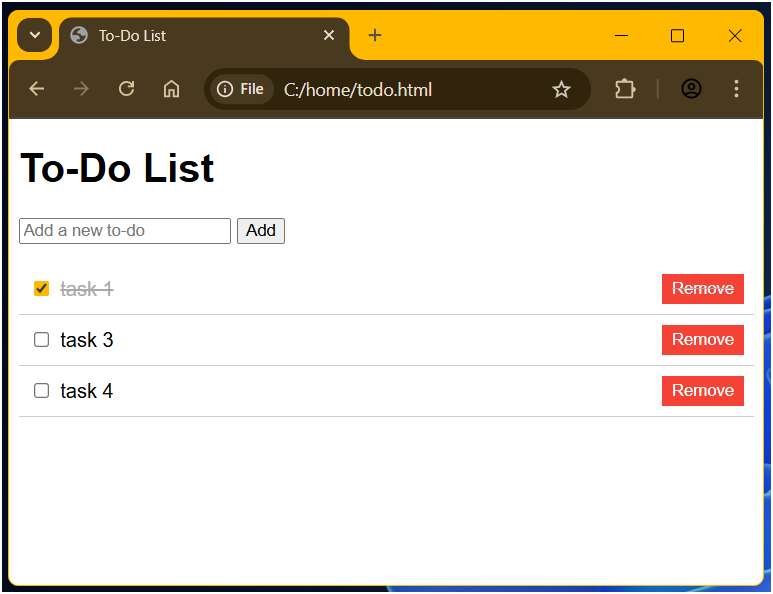 To-Do List
File C:/home/todo.html
To-Do List
Add a new to-do Add
task 1 Remove
task 3 Remove
task 4 Remove